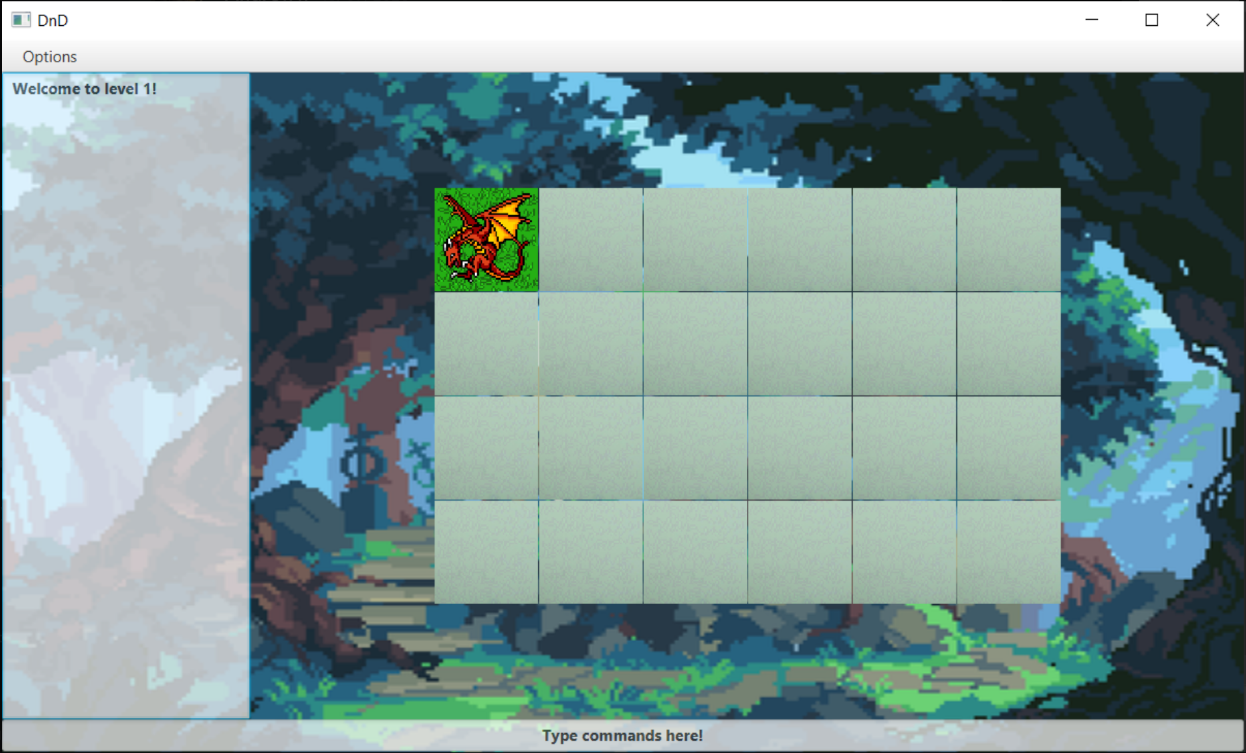 DnD
Options
Welcome to level 1!
Type commands here!